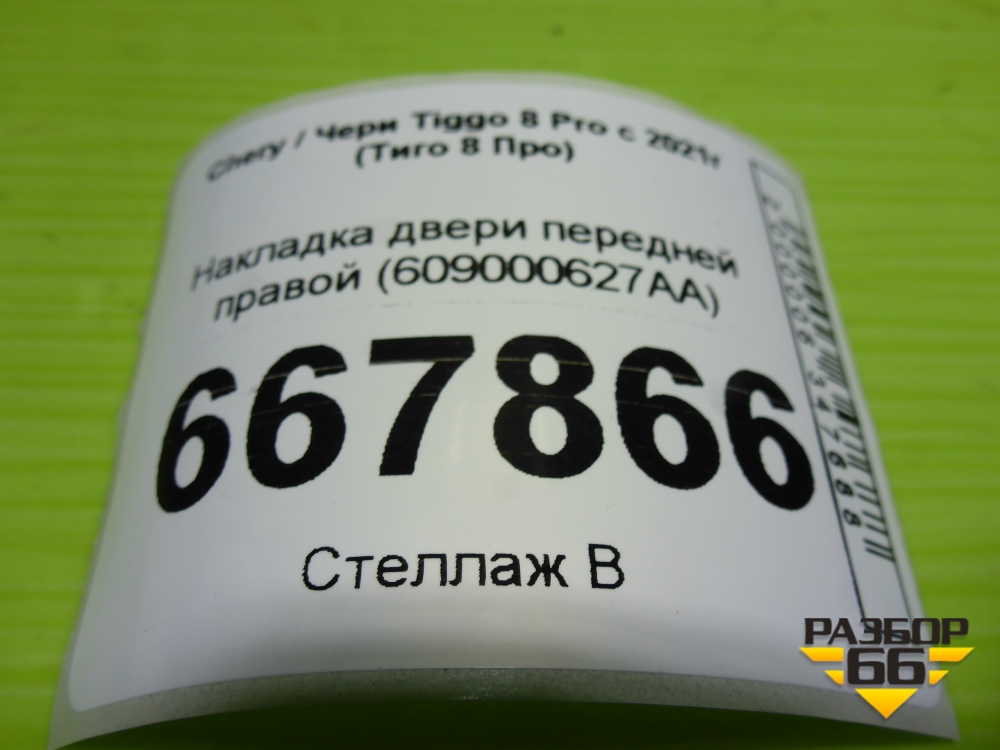 Chery / Чери Tiggo 8 Pro с 2021г
(Тиго 8 Про)
Накладка двери передней
правой (609000627AA)
667866
Стеллаж В
РАЗБОР
66